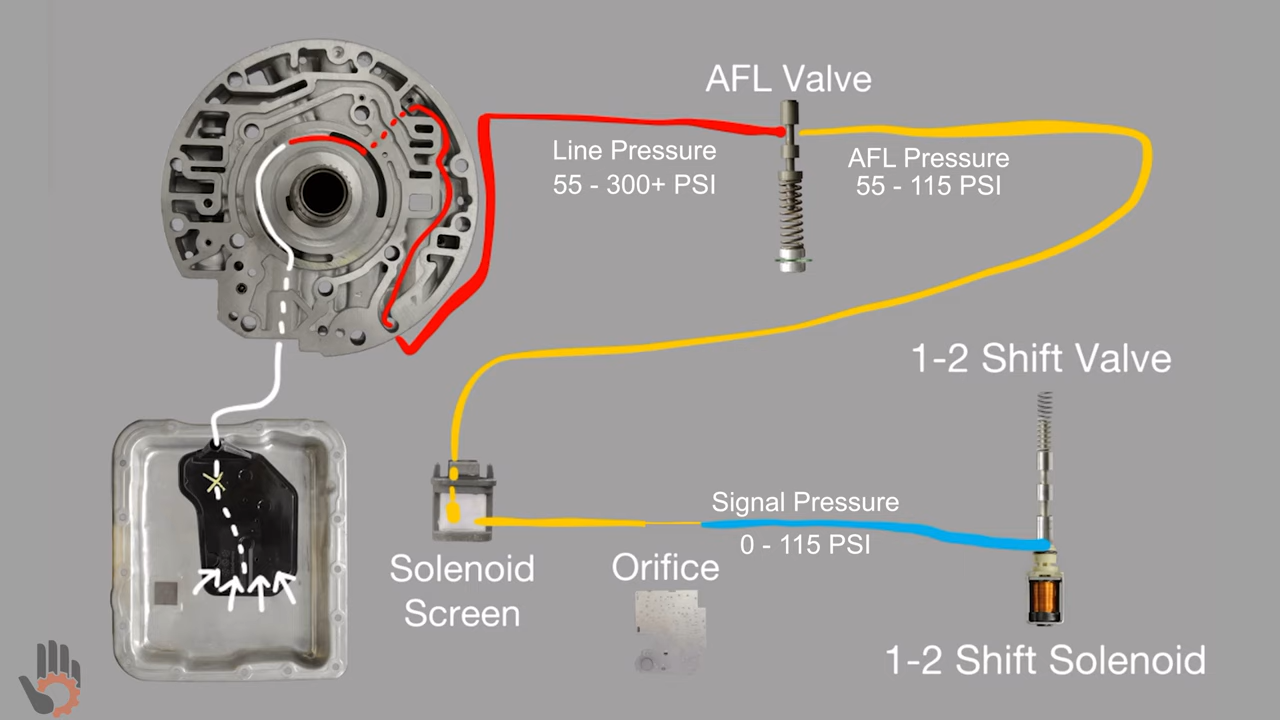 AFL Valve
Line Pressure
55 - 300+ PSI
AFL Pressure
55 - 115 PSI
1-2 Shift Valve
Signal Pressure
0 - 115 PSI
Solenoid
Screen
Orifice
1-2 Shift Solenoid